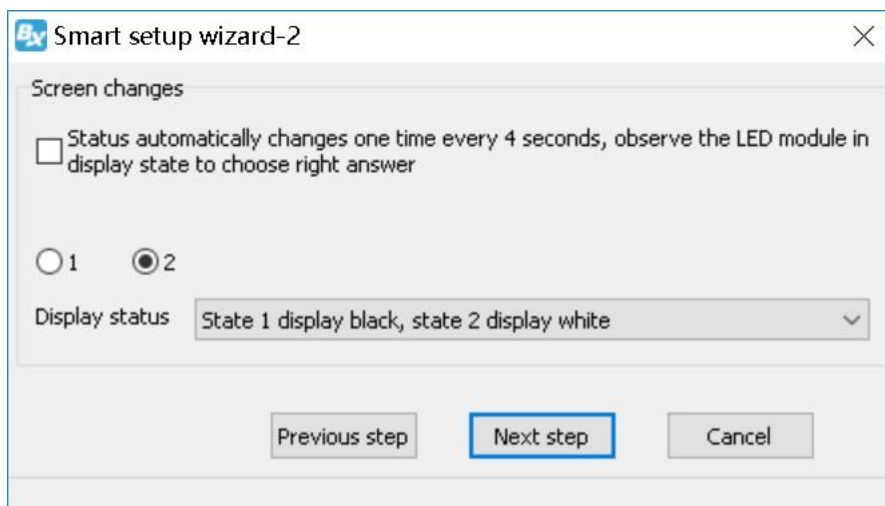 BX Smart setup wizard-2
Screen changes
Status automatically changes one time every 4 seconds, observe the LED module in
display state to choose right answer
1 2
Display status State 1 display black, state 2 display white
Previous step Next step Cancel